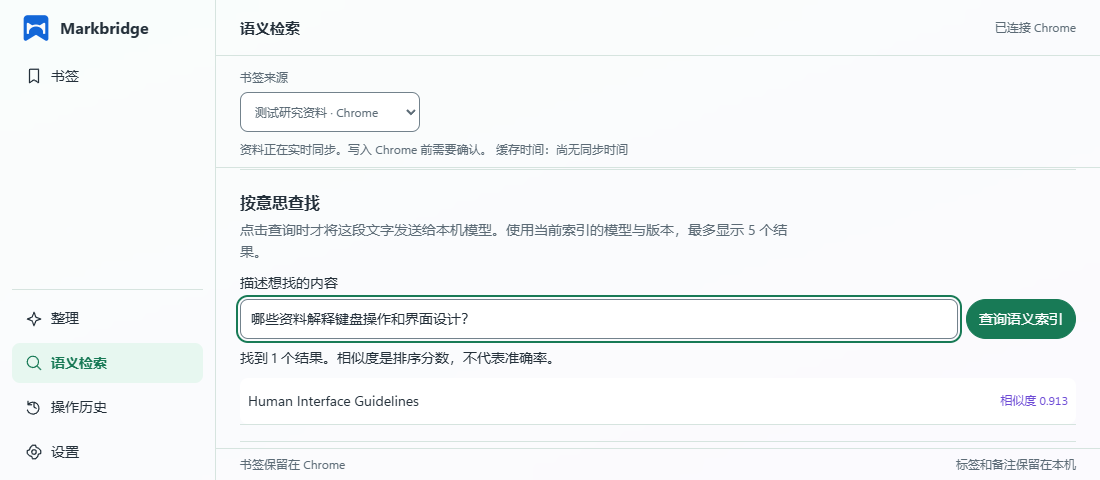 Markbridge
书签
整理
语义检索
操作历史
设置
语义检索
已连接 Chrome
书签来源
测试研究资料 · Chrome
资料正在实时同步。写入 Chrome 前需要确认。 缓存时间：尚无同步时间
按意思查找
点击查询时才将这段文字发送给本机模型。使用当前索引的模型与版本，最多显示 5 个结
果。
描述想找的内容
哪些资料解释键盘操作和界面设计？
查询语义索引
找到 1 个结果。相似度是排序分数，不代表准确率。
Human Interface Guidelines
相似度 0.913
书签保留在 Chrome
标签和备注保留在本机